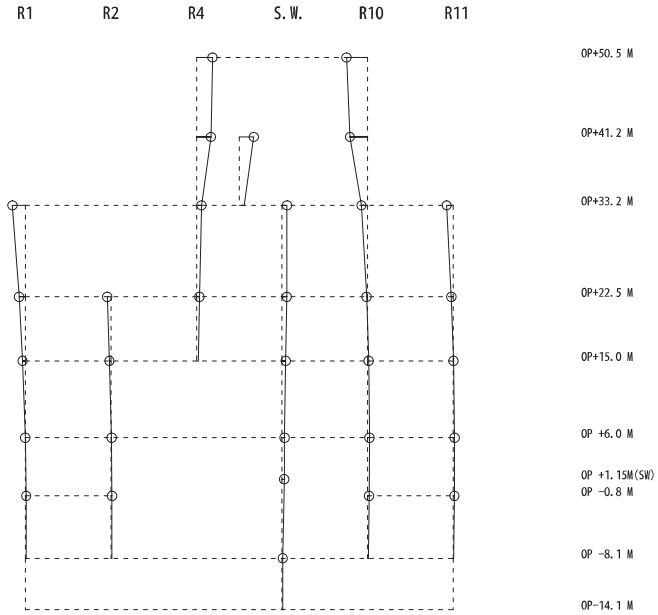 R1 R2 R4 S. W. R10 R11
OP+50.5 M
OP+41.2 M
OP+33.2 M
OP+22.5 M
OP+15.0 M
OP +6.0 M
OP +1.15M(SW)
OP -0.8 M
OP -8.1 M
OP-14.1 M